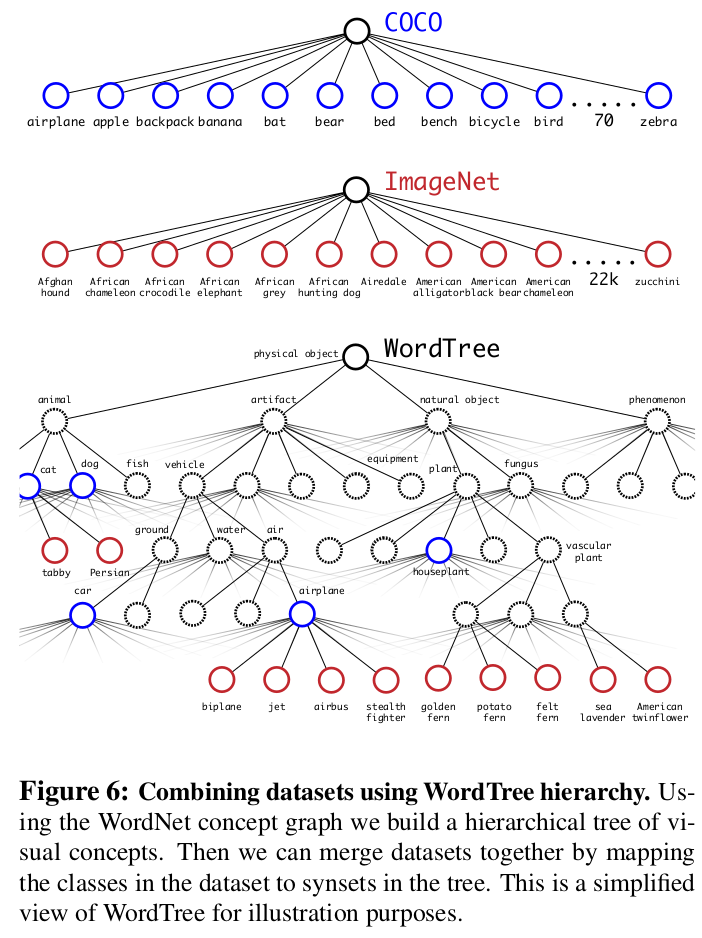 COCO
airplane apple backpack banana bat bear bed bench bicycle bird ..... 70 zebra
ImageNet
Afghan hound
African chameleon
African crocodile
African elephant
African grey
African hunting dog
Airedale
American alligator
American black bear
American chameleon
..... 22k
zucchini
physical object WordTree
animal artifact natural object phenomenon
cat dog fish vehicle equipment plant fungus
ground water air
tabby Persian houseplant vascular plant
car airplane
biplane jet airbus stealth fighter golden fern potato fern felt fern sea lavender American twinflower
Figure 6: Combining datasets using WordTree hierarchy. Us-
ing the WordNet concept graph we build a hierarchical tree of vi-
sual concepts. Then we can merge datasets together by mapping
the classes in the dataset to synsets in the tree. This is a simplified
view of WordTree for illustration purposes.